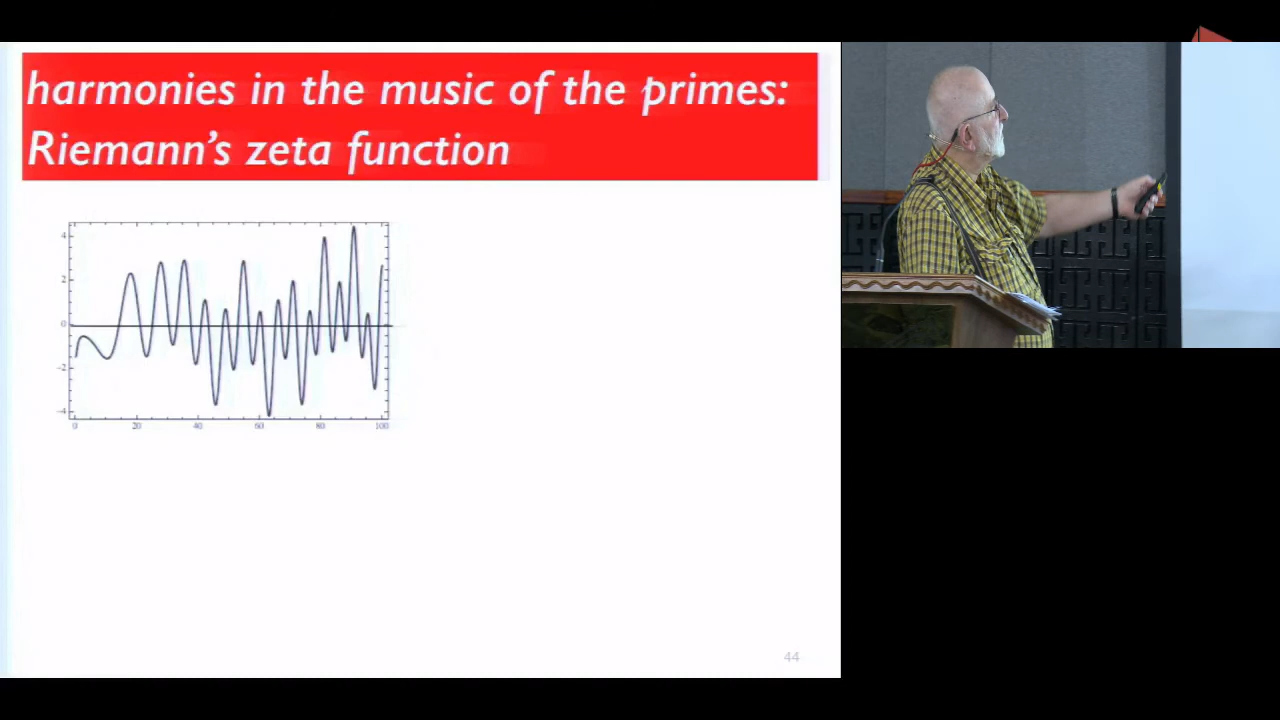 harmonies in the music of the primes:
Riemann’s zeta function
4
2
0
-2
-4
0 20 40 60 80 100
44